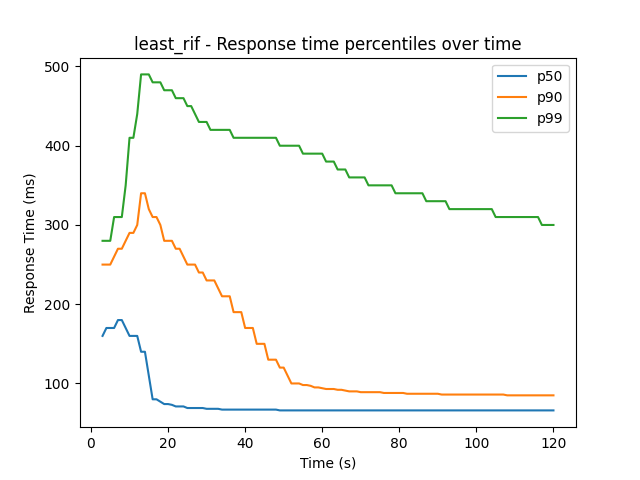 least_rif - Response time percentiles over time
Response Time (ms)
500
400
300
200
100
p50
p90
p99
0
20
40
60
80
100
120
Time (s)